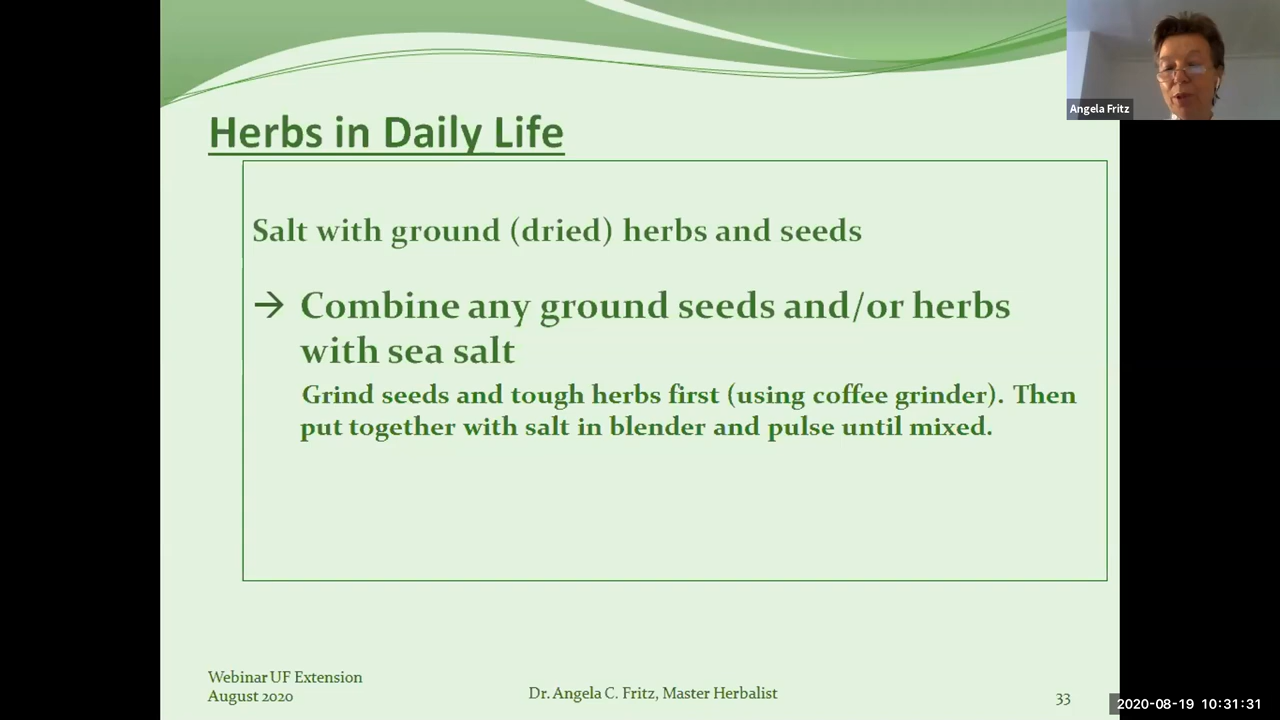 Angela Fritz
Herbs in Daily Life
Salt with ground (dried) herbs and seeds
→ Combine any ground seeds and/or herbs
with sea salt
Grind seeds and tough herbs first (using coffee grinder). Then
put together with salt in blender and pulse until mixed.
Webinar UF Extension
August 2020
Dr. Angela C. Fritz, Master Herbalist
33
2020-08-19 10:31:31